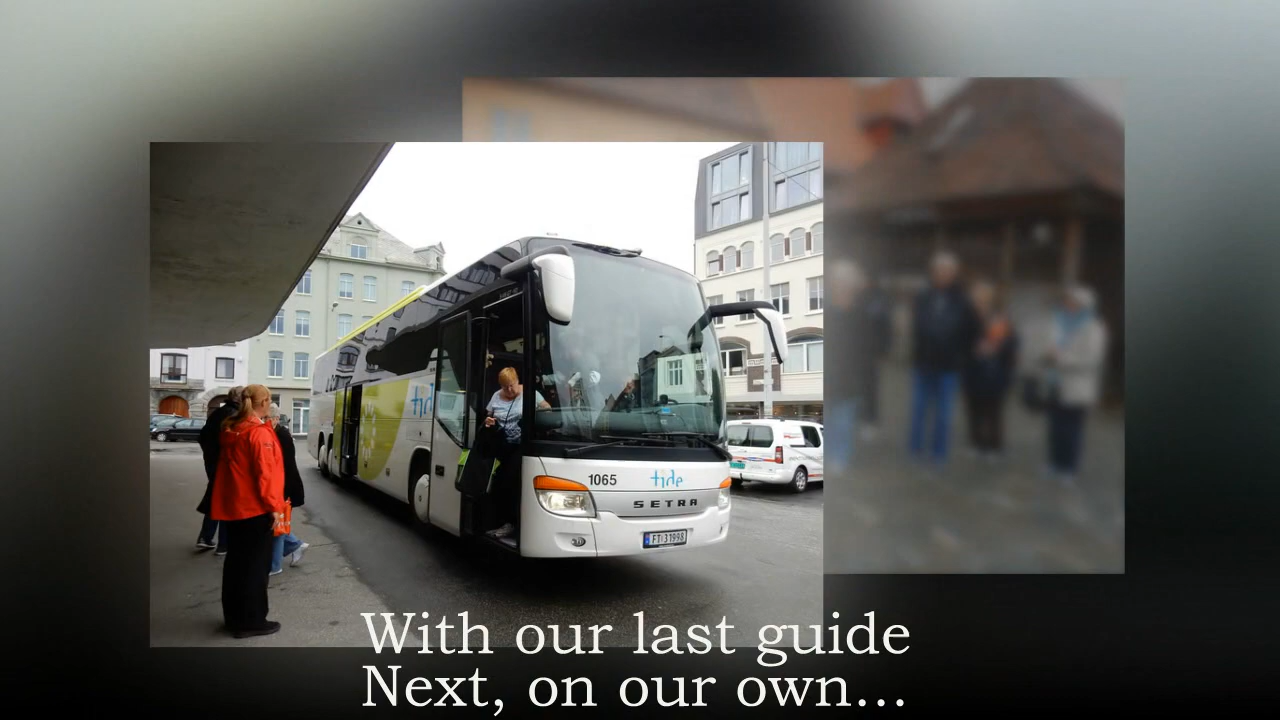 tide
1065
tide
SETRA
FT 31998
With our last guide
Next, on our own...